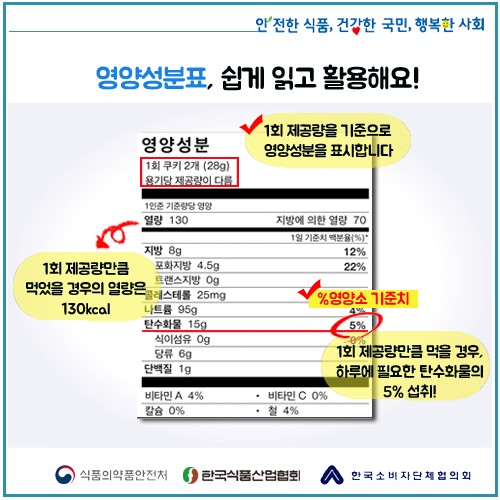 안전한 식품, 건강한 국민, 행복한 사회
영양성분표, 쉽게 읽고 활용해요!
영양성분
1회 쿠키 2개 (28g)
용기당 제공량이 다름
1회 제공량을 기준으로
영양성분을 표시합니다
1인준 기준량당 영양
열량 130 지방에 의한 열량 70
1일 기준치 백분율(%)*
지방 8g 12%
포화지방 4.5g 22%
트랜스지방 0g
콜레스테롤 25mg
나트륨 95g 4%
탄수화물 15g 5%
식이섬유 0g 0%
당류 6g
단백질 1g
비타민 A 4% • 비타민 C 0%
칼슘 0% • 철 4%
1회 제공량만큼
먹었을 경우의 열량은
130kcal
%영양소 기준치
1회 제공량만큼 먹을 경우,
하루에 필요한 탄수화물의
5% 섭취!
식품의약품안전처 한국식품산업협회 한국소비자단체협의회